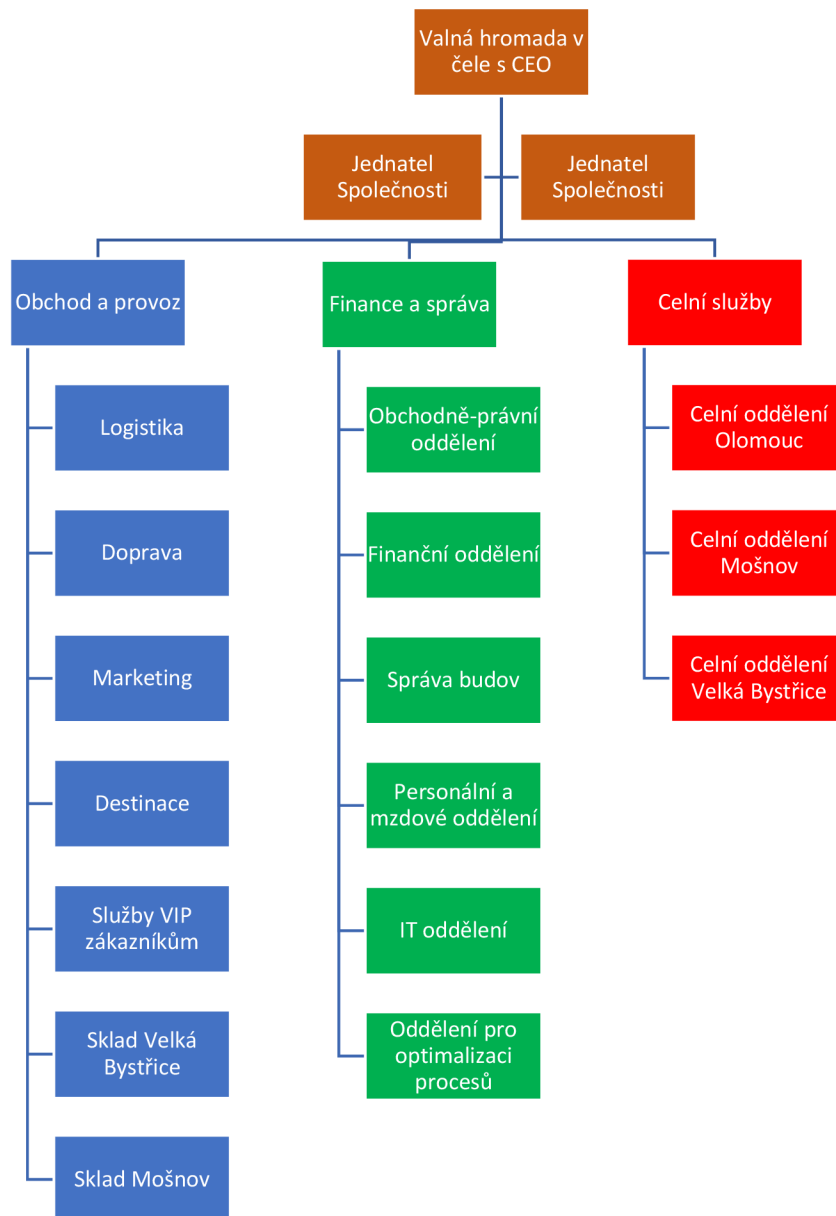 Valná hromada v
čele s CEO
Jednatel
Společnosti
Jednatel
Společnosti
Obchod a provoz
Finance a správa
Celní služby
Logistika
Doprava
Marketing
Destinace
Služby VIP
zákazníkům
Sklad Velká
Bystřice
Sklad Mošnov
Obchodně-právní
oddělení
Finanční oddělení
Správa budov
Personální a
mzdové oddělení
IT oddělení
Oddělení pro
optimalizaci
procesů
Celní oddělení
Olomouc
Celní oddělení
Mošnov
Celní oddělení
Velká Bystřice